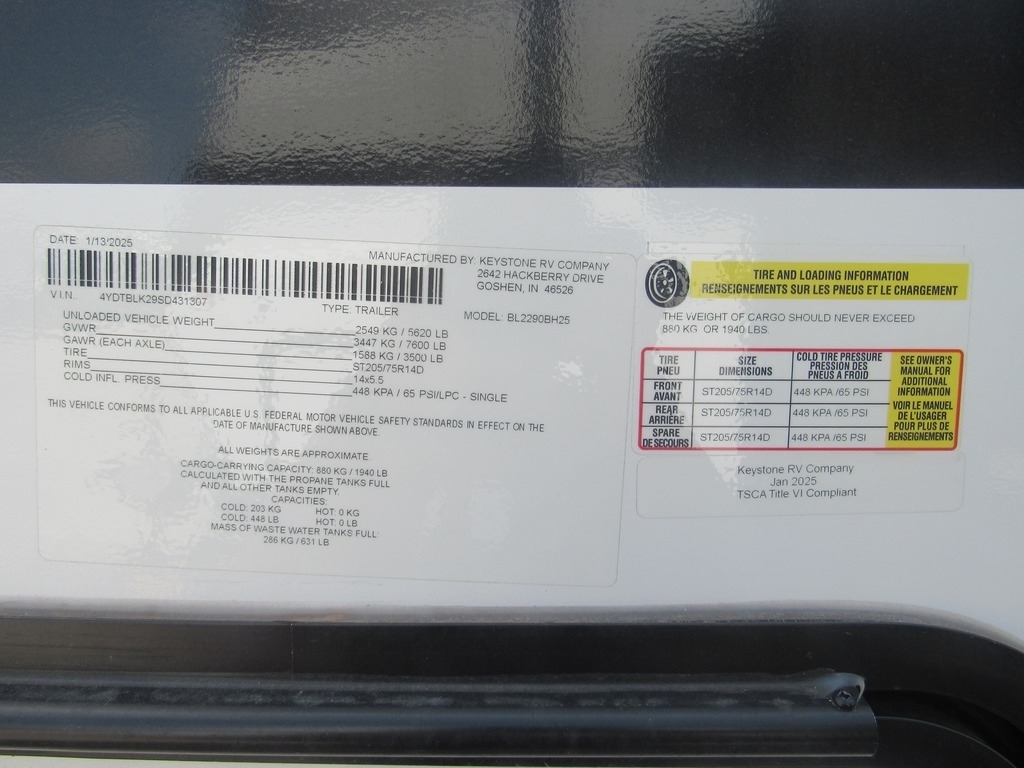 DATE: 1/13/2025
MANUFACTURED BY: KEYSTONE RV COMPANY
2642 HACKBERRY DRIVE
GOSHEN, IN 46526
V.I.N. 4YDTBLK29SD431307
TYPE: TRAILER
MODEL: BL2290BH25
UNLOADED VEHICLE WEIGHT 2549 KG / 5620 LB
GVWR 3447 KG / 7600 LB
GAWR (EACH AXLE) 1588 KG / 3500 LB
TIRE ST205/75R14D
RIMS 14x5.5
COLD INFL. PRESS 448 KPA / 65 PSI/LPC - SINGLE
THIS VEHICLE CONFORMS TO ALL APPLICABLE U.S. FEDERAL MOTOR VEHICLE SAFETY STANDARDS IN EFFECT ON THE
DATE OF MANUFACTURE SHOWN ABOVE.
ALL WEIGHTS ARE APPROXIMATE
CARGO-CARRYING CAPACITY: 880 KG / 1940 LB
CALCULATED WITH THE PROPANE TANKS FULL
AND ALL OTHER TANKS EMPTY.
CAPACITIES:
COLD: 203 KG HOT: 0 KG
COLD: 448 LB HOT: 0 LB
MASS OF WASTE WATER TANKS FULL:
286 KG / 631 LB
TIRE AND LOADING INFORMATION
RENSEIGNEMENTS SUR LES PNEUS ET LE CHARGEMENT
THE WEIGHT OF CARGO SHOULD NEVER EXCEED
880 KG OR 1940 LBS.
TIRE
PNEU
SIZE
DIMENSIONS
COLD TIRE PRESSURE
PRESSION DES
PNEUS A FROID
FRONT
AVANT
ST205/75R14D
448 KPA /65 PSI
REAR
ARRIÈRE
ST205/75R14D
448 KPA /65 PSI
SPARE
DE SECOURS
ST205/75R14D
448 KPA /65 PSI
SEE OWNER'S
MANUAL FOR
ADDITIONAL
INFORMATION
VOIR LE MANUEL
DE L'USAGER
POUR PLUS DE
RENSEIGNEMENTS
Keystone RV Company
Jan 2025
TSCA Title VI Compliant